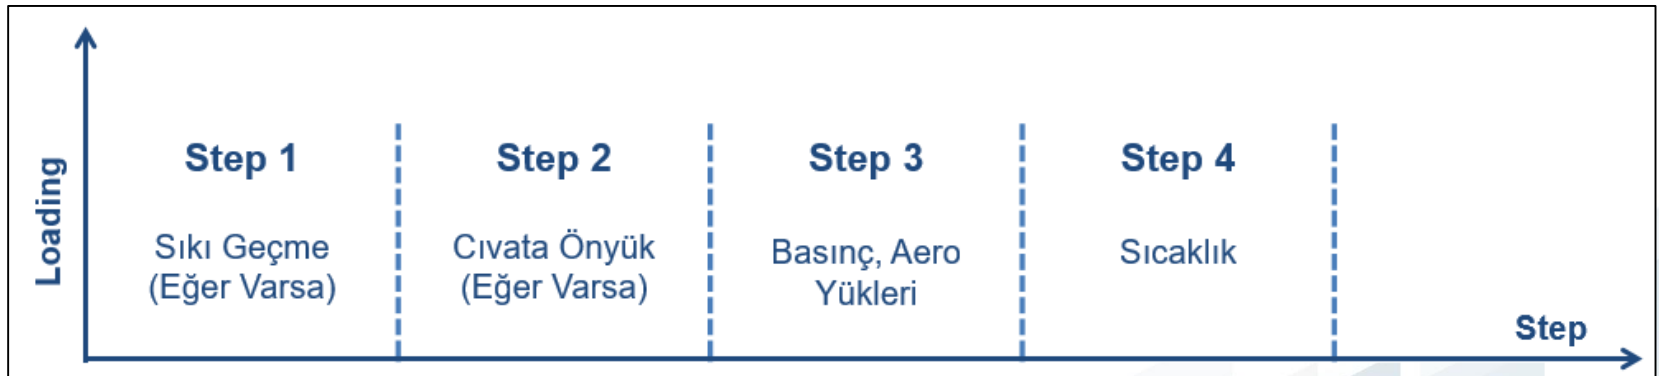 Loading
Step 1
Sıkı Geçme
(Eğer Varsa)
Step 2
Cıvata Önyük
(Eğer Varsa)
Step 3
Basınç, Aero
Yükleri
Step 4
Sıcaklık
Step